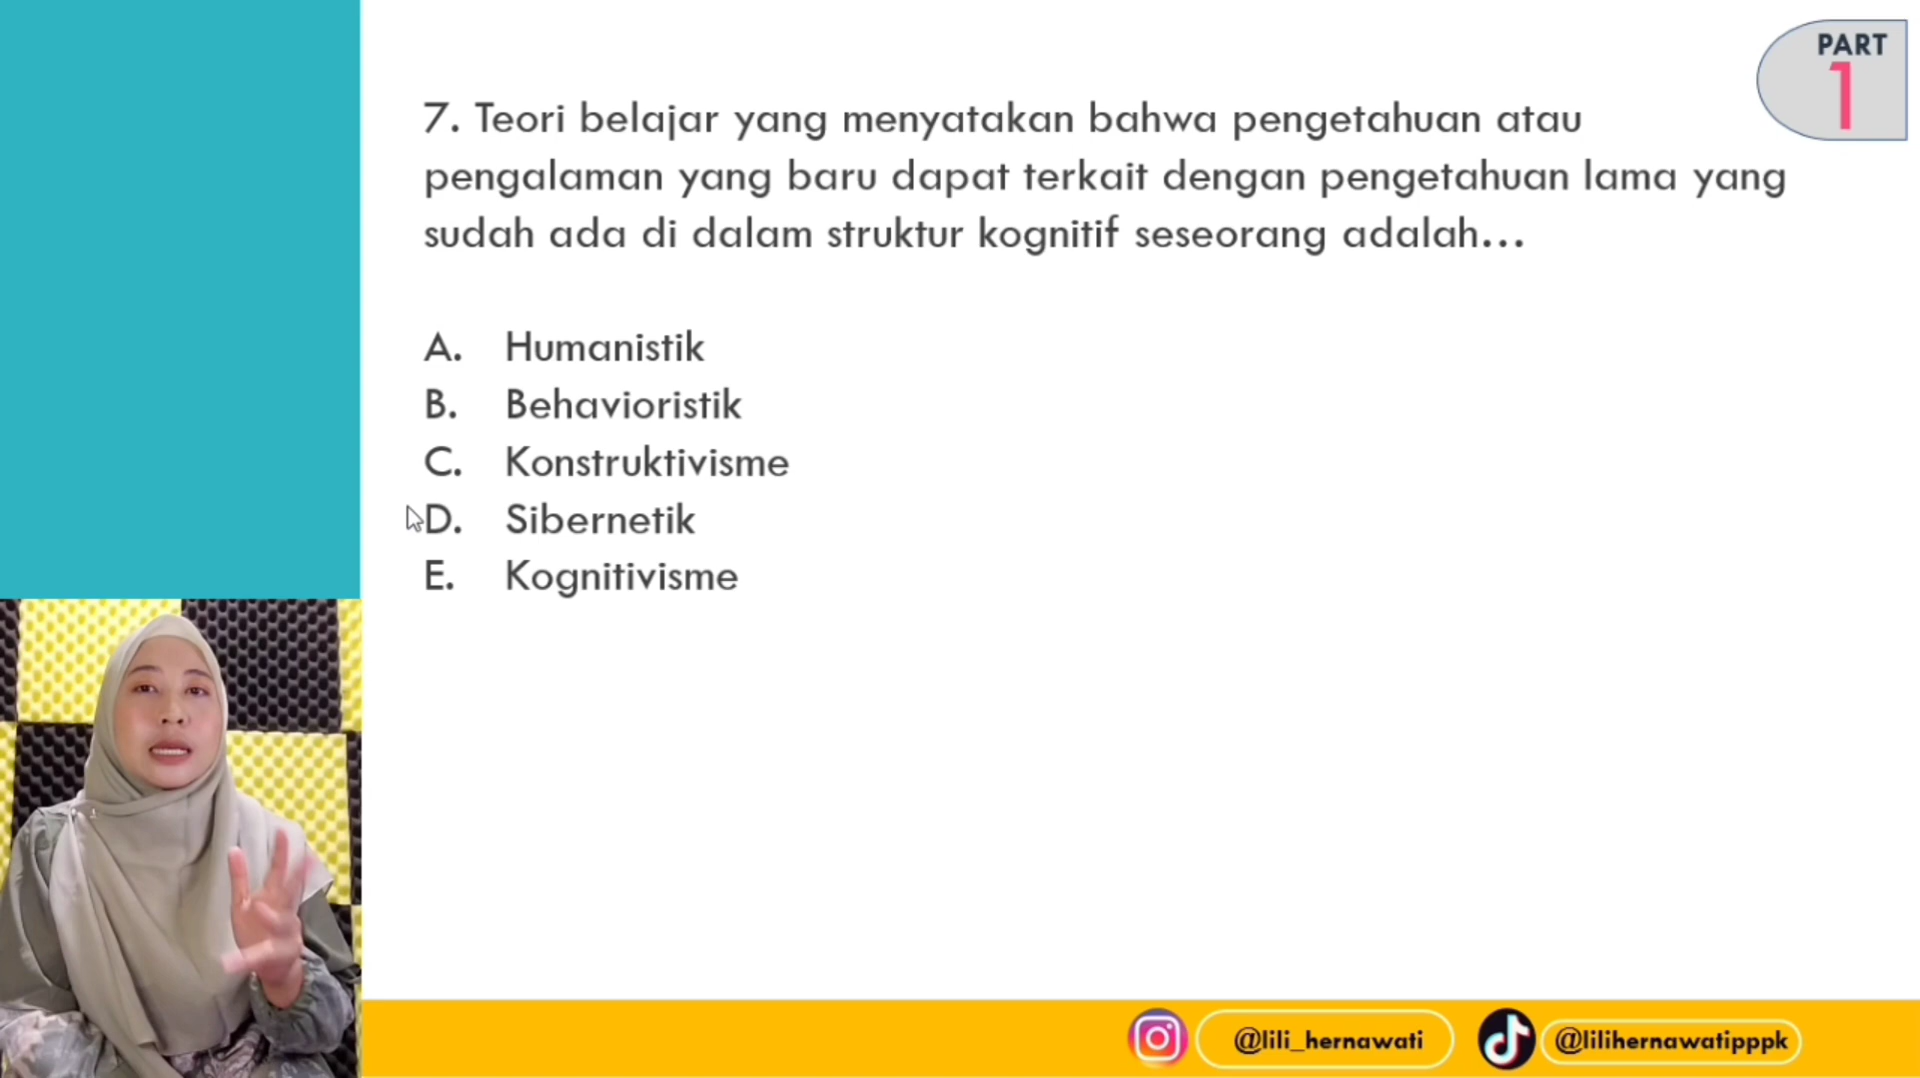 PART
1
7. Teori belajar yang menyatakan bahwa pengetahuan atau
pengalaman yang baru dapat terkait dengan pengetahuan lama yang
sudah ada di dalam struktur kognitif seseorang adalah...
A. Humanistik
B. Behavioristik
C. Konstruktivisme
D. Sibernetik
E. Kognitivisme
@lili_hernawati @lilihernawatipppk